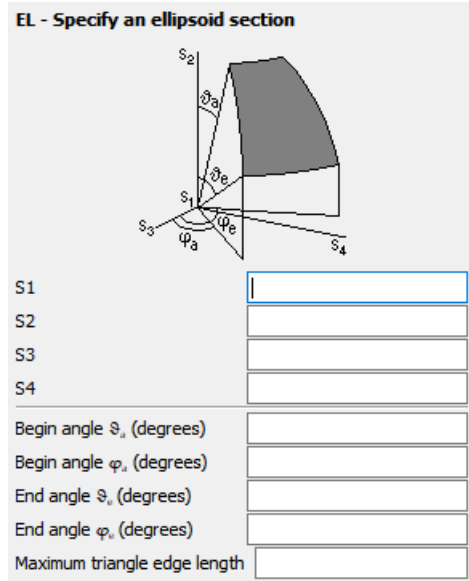 EL - Specify an ellipsoid section
S₂
ϑa
ϑe
S₁
S₃
φa
φe
S₄
S1
S2
S3
S4
Begin angle ϑₐ (degrees)
Begin angle φₐ (degrees)
End angle ϑₑ (degrees)
End angle φₑ (degrees)
Maximum triangle edge length